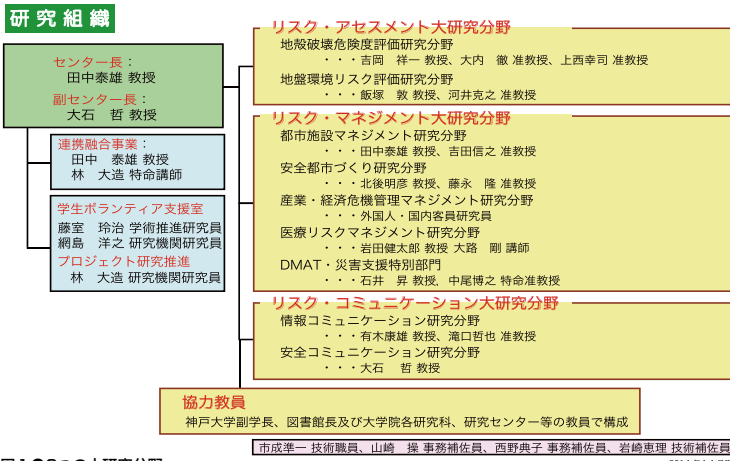 研究組織
センター長：
田中泰雄 教授
副センター長：
大石　哲 教授
連携融合事業：
田中　泰雄 教授
林　大造 特命講師
学生ボランティア支援室
藤室　玲治 学術推進研究員
網島　洋之 研究機関研究員
プロジェクト研究推進
林　大造 研究機関研究員
リスク・アセスメント大研究分野
地殻破壊危険度評価研究分野
・・・吉岡　祥一 教授、大内　徹 准教授、上西幸司 准教授
地盤環境リスク評価研究分野
・・・飯塚　敦 教授、河井克之 准教授
リスク・マネジメント大研究分野
都市施設マネジメント研究分野
・・・田中泰雄 教授、吉田信之 准教授
安全都市づくり研究分野
・・・北後明彦 教授、藤永　隆 准教授
産業・経済危機管理マネジメント研究分野
・・・外国人・国内客員研究員
医療リスクマネジメント研究分野
・・・岩田健太郎 教授 大路　剛 講師
DMAT・災害支援特別部門
・・・石井　昇 教授、中尾博之 特命准教授
リスク・コミュニケーション大研究分野
情報コミュニケーション研究分野
・・・有木康雄 教授、滝口哲也 准教授
安全コミュニケーション研究分野
・・・大石　哲 教授
協力教員
神戸大学副学長、図書館長及び大学院各研究科、研究センター等の教員で構成
市成準一 技術職員、山崎　操 事務補佐員、西野典子 事務補佐員、岩崎恵理 技術補佐員